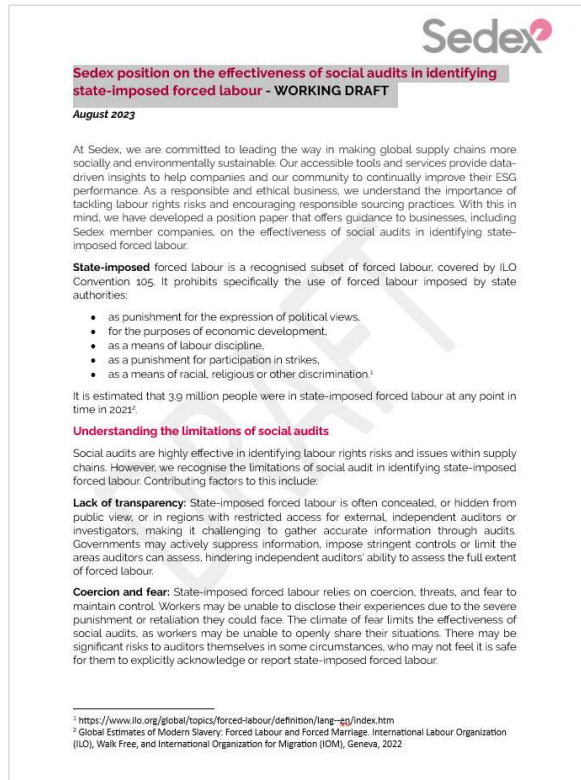 Sedex
Sedex position on the effectiveness of social audits in identifying
state-imposed forced labour - WORKING DRAFT
August 2023
At Sedex, we are committed to leading the way in making global supply chains more
socially and environmentally sustainable. Our accessible tools and services provide data-
driven insights to help companies and our community to continually improve their ESG
performance. As a responsible and ethical business, we understand the importance of
tackling labour rights risks and encouraging responsible sourcing practices. With this in
mind, we have developed a position paper that offers guidance to businesses, including
Sedex member companies, on the effectiveness of social audits in identifying state-
imposed forced labour.
State-imposed forced labour is a recognised subset of forced labour, covered by ILO
Convention 105. It prohibits specifically the use of forced labour imposed by state
authorities:
• as punishment for the expression of political views,
• for the purposes of economic development,
• as a means of labour discipline,
• as a punishment for participation in strikes,
• as a means of racial, religious or other discrimination.¹
It is estimated that 3.9 million people were in state-imposed forced labour at any point in
time in 2021².
Understanding the limitations of social audits
Social audits are highly effective in identifying labour rights risks and issues within supply
chains. However, we recognise the limitations of social audit in identifying state-imposed
forced labour. Contributing factors to this include:
Lack of transparency: State-imposed forced labour is often concealed, or hidden from
public view, or in regions with restricted access for external, independent auditors or
investigators, making it challenging to gather accurate information through audits.
Governments may actively suppress information, impose stringent controls or limit the
areas auditors can assess, hindering independent auditors' ability to assess the full extent
of forced labour.
Coercion and fear: State-imposed forced labour relies on coercion, threats, and fear to
maintain control. Workers may be unable to disclose their experiences due to the severe
punishment or retaliation they could face. The climate of fear limits the effectiveness of
social audits, as workers may be unable to openly share their situations. There may be
significant risks to auditors themselves in some circumstances, who may not feel it is safe
for them to explicitly acknowledge or report state-imposed forced labour.
DRAFT
¹ https://www.ilo.org/global/topics/forced-labour/definition/lang--en/index.htm
² Global Estimates of Modern Slavery: Forced Labour and Forced Marriage. International Labour Organization
(ILO), Walk Free, and International Organization for Migration (IOM), Geneva, 2022